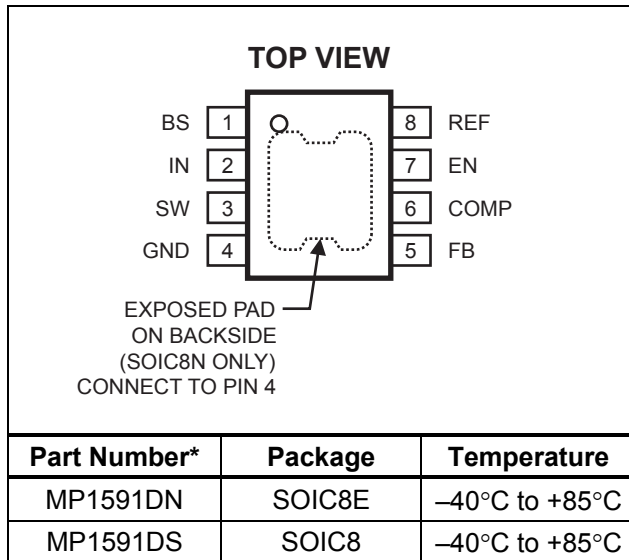 TOP VIEW
BS 1 8 REF
IN 2 7 EN
SW 3 6 COMP
GND 4 5 FB
EXPOSED PAD
ON BACKSIDE
(SOIC8N ONLY)
CONNECT TO PIN 4
Part Number* Package Temperature
MP1591DN SOIC8E –40°C to +85°C
MP1591DS SOIC8 –40°C to +85°C